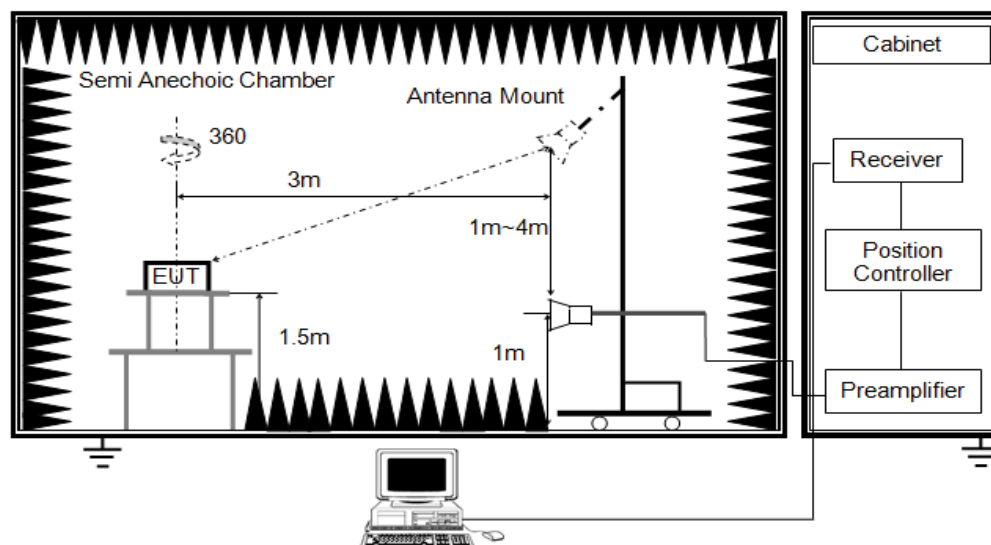 Cabinet
Semi Anechoic Chamber
Antenna Mount
360
Receiver
3m
1m~4m
Position
Controller
EUT
1.5m
1m
Preamplifier